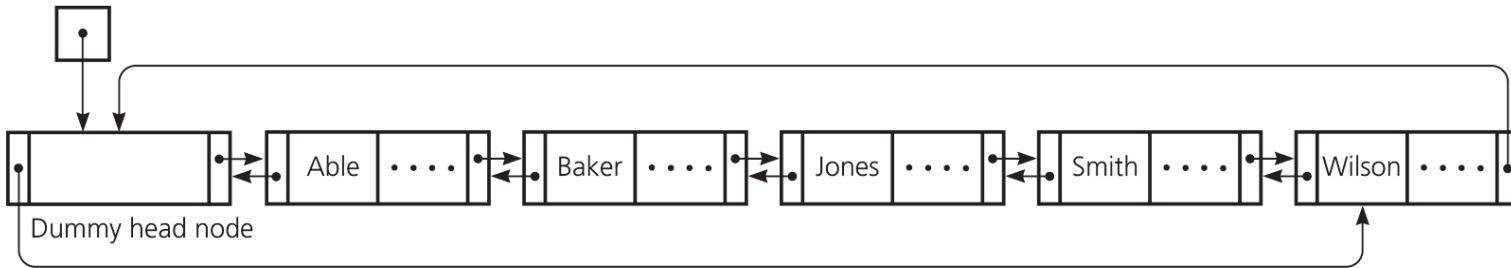 Able • • • • Baker • • • • Jones • • • • Smith • • • • Wilson • • • •
Dummy head node